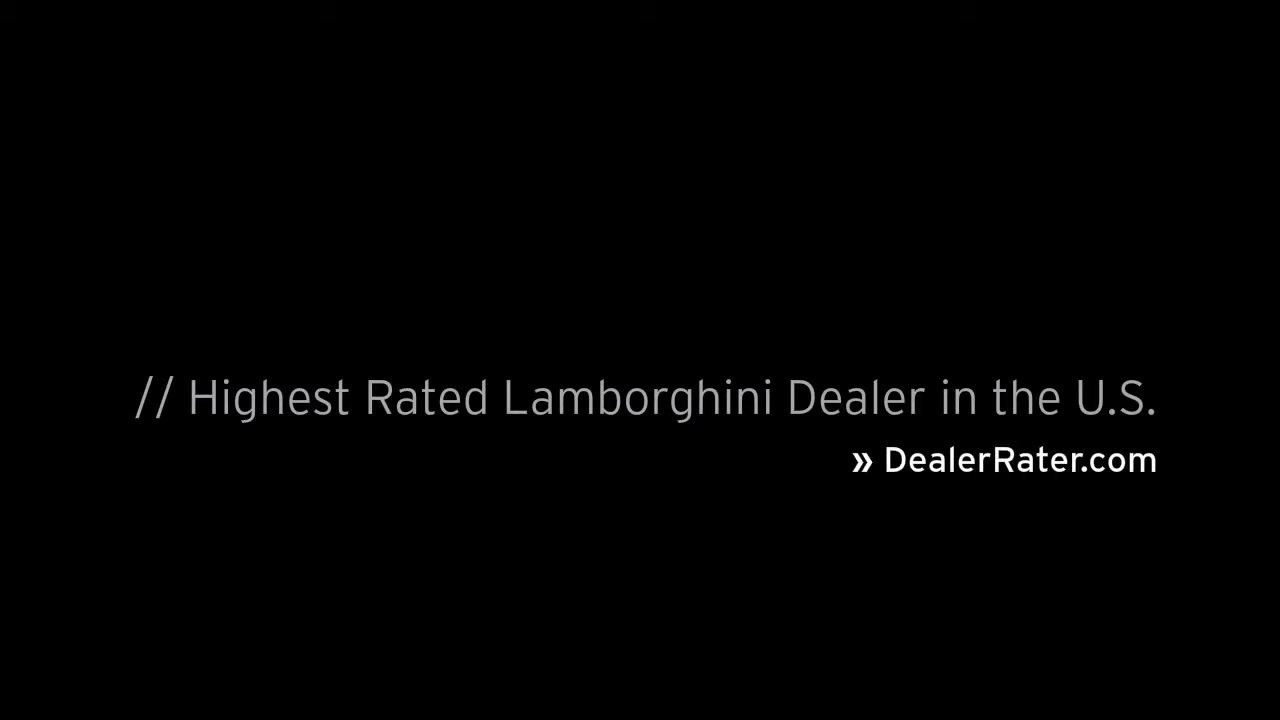 // Highest Rated Lamborghini Dealer in the U.S.
» DealerRater.com